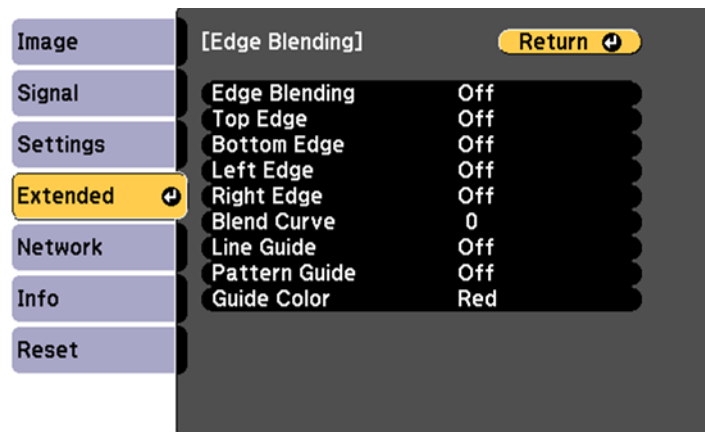 Image
Signal
Settings
Extended
Network
Info
Reset
[Edge Blending] Return
Edge Blending Off
Top Edge Off
Bottom Edge Off
Left Edge Off
Right Edge Off
Blend Curve 0
Line Guide Off
Pattern Guide Off
Guide Color Red